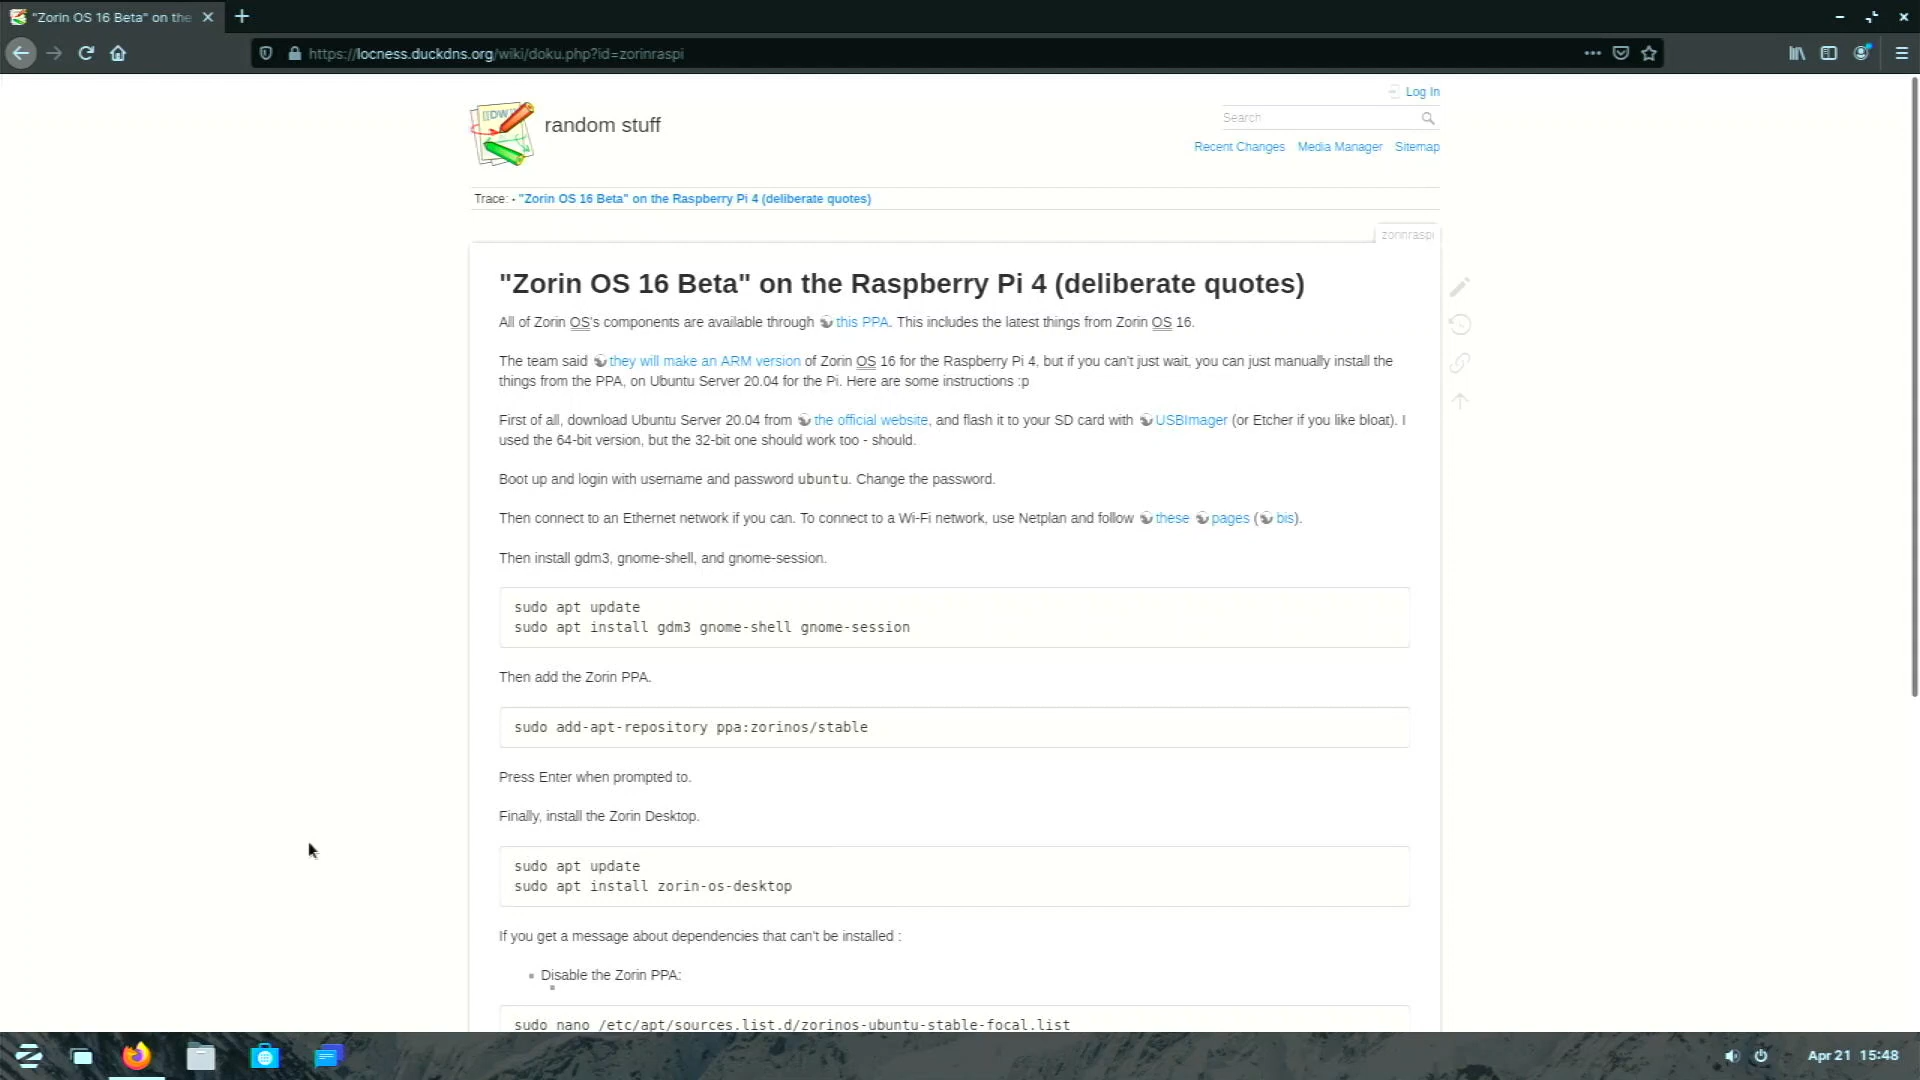 "Zorin OS 16 Beta" on the
https://locness.duckdns.org/wiki/doku.php?id=zorinraspi
Log In
[[DW
random stuff
Search
Recent Changes Media Manager Sitemap
Trace: • "Zorin OS 16 Beta" on the Raspberry Pi 4 (deliberate quotes)
zorinraspi
"Zorin OS 16 Beta" on the Raspberry Pi 4 (deliberate quotes)
All of Zorin OS's components are available through this PPA. This includes the latest things from Zorin OS 16.
The team said they will make an ARM version of Zorin OS 16 for the Raspberry Pi 4, but if you can't just wait, you can just manually install the
things from the PPA, on Ubuntu Server 20.04 for the Pi. Here are some instructions :p
First of all, download Ubuntu Server 20.04 from the official website, and flash it to your SD card with USBImager (or Etcher if you like bloat). I
used the 64-bit version, but the 32-bit one should work too - should.
Boot up and login with username and password ubuntu. Change the password.
Then connect to an Ethernet network if you can. To connect to a Wi-Fi network, use Netplan and follow these pages (bis).
Then install gdm3, gnome-shell, and gnome-session.
sudo apt update
sudo apt install gdm3 gnome-shell gnome-session
Then add the Zorin PPA.
sudo add-apt-repository ppa:zorinos/stable
Press Enter when prompted to.
Finally, install the Zorin Desktop.
sudo apt update
sudo apt install zorin-os-desktop
If you get a message about dependencies that can't be installed :
Disable the Zorin PPA:
sudo nano /etc/apt/sources.list.d/zorinos-ubuntu-stable-focal.list
Apr 21 15:48